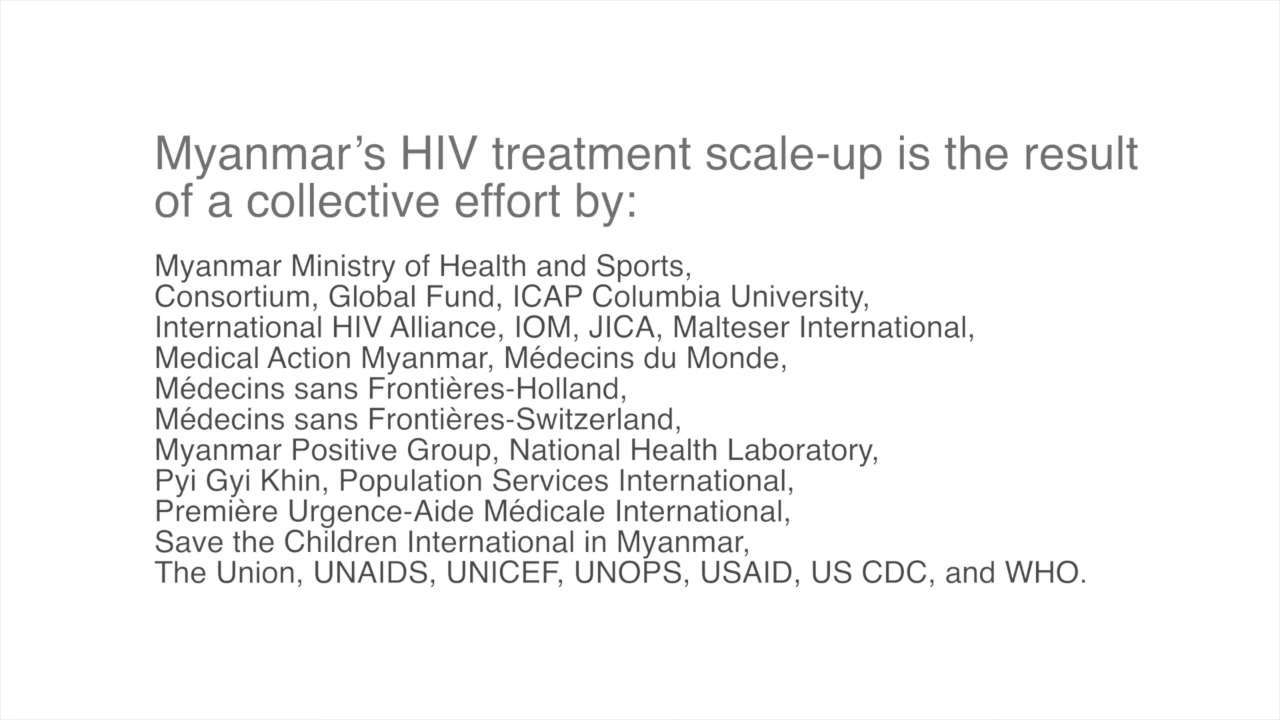 Myanmar’s HIV treatment scale-up is the result
of a collective effort by:
Myanmar Ministry of Health and Sports,
Consortium, Global Fund, ICAP Columbia University,
International HIV Alliance, IOM, JICA, Malteser International,
Medical Action Myanmar, Médecins du Monde,
Médecins sans Frontières-Holland,
Médecins sans Frontières-Switzerland,
Myanmar Positive Group, National Health Laboratory,
Pyi Gyi Khin, Population Services International,
Première Urgence-Aide Médicale International,
Save the Children International in Myanmar,
The Union, UNAIDS, UNICEF, UNOPS, USAID, US CDC, and WHO.